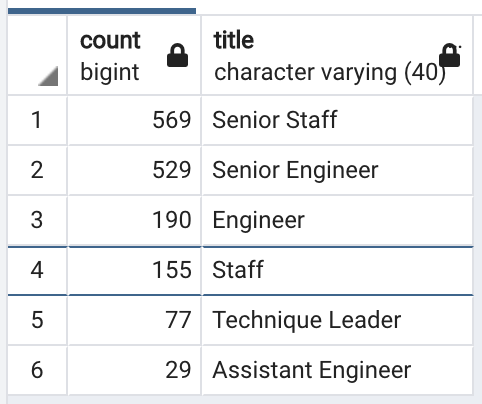 count
bigint
title
character varying (40)
1 569 Senior Staff
2 529 Senior Engineer
3 190 Engineer
4 155 Staff
5 77 Technique Leader
6 29 Assistant Engineer